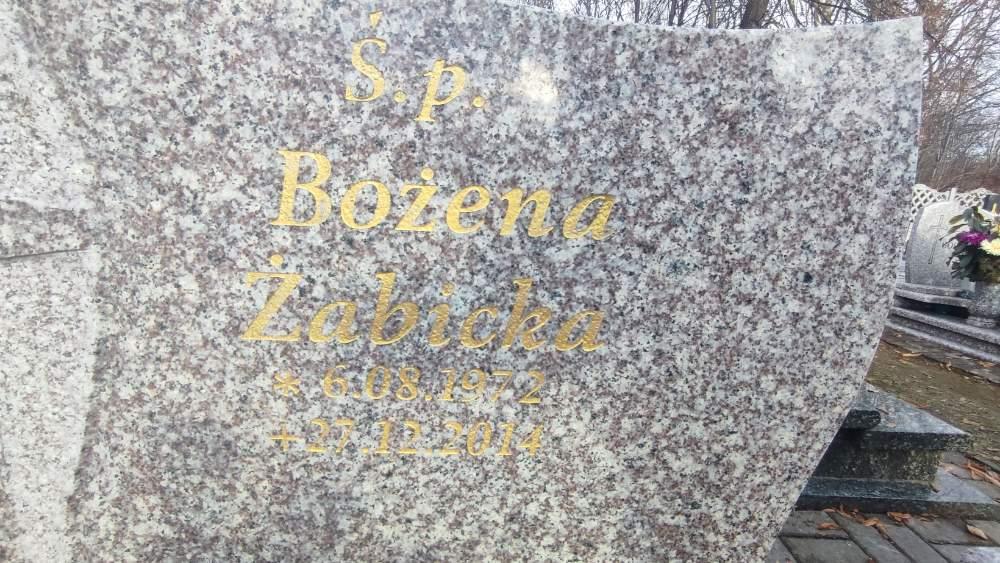 Ś.p.
Bożena
Żabicka
* 6.08.1972
+27.12.2014